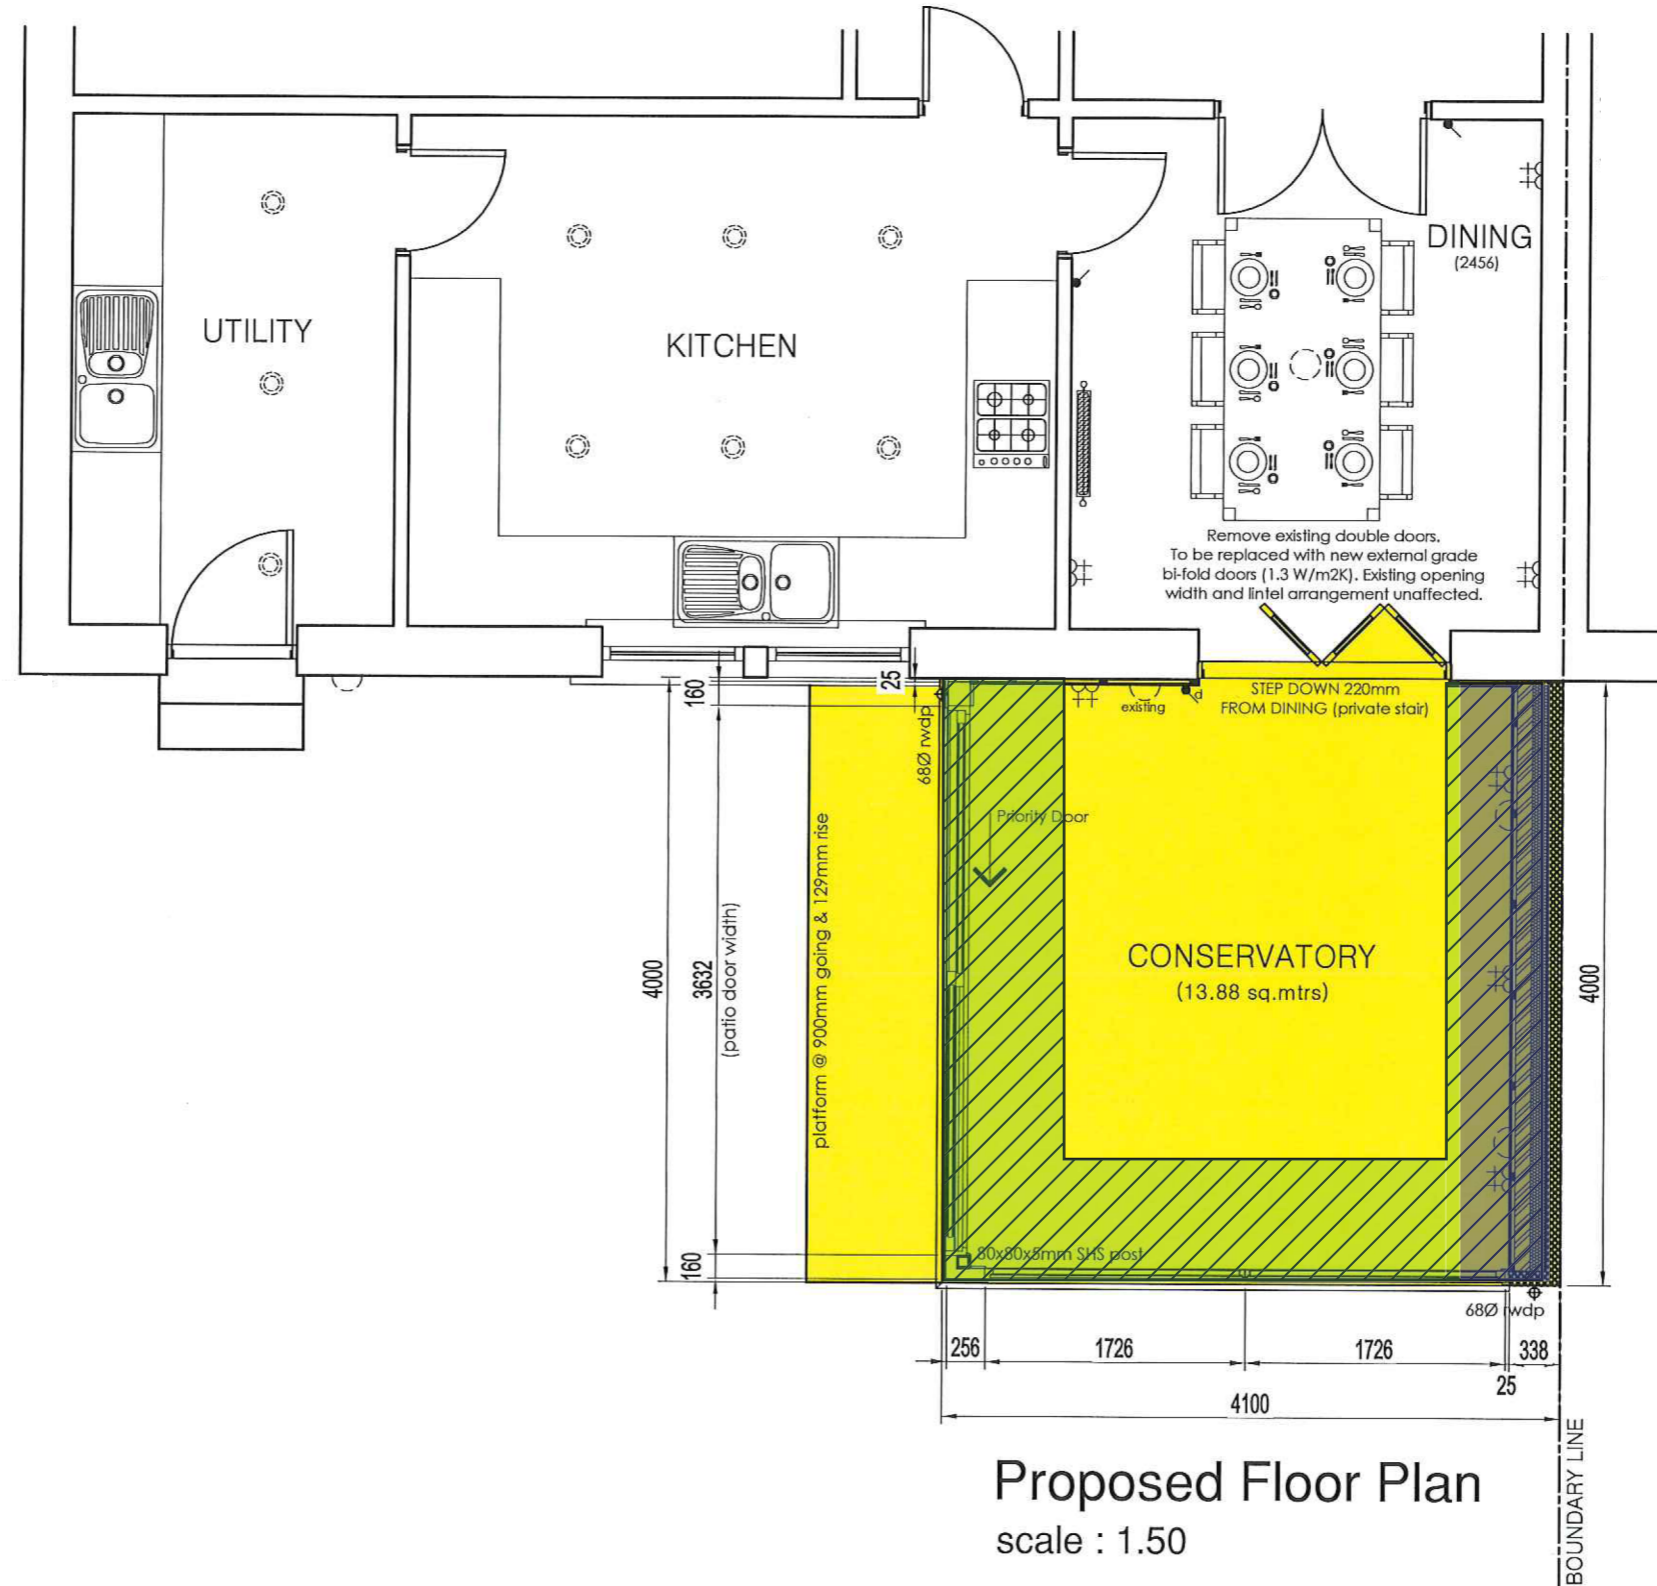 UTILITY
KITCHEN
DINING
(2456)
Remove existing double doors.
To be replaced with new external grade
bi-fold doors (1.3 W/m2K). Existing opening
width and lintel arrangement unaffected.
160
25
68Ø rwdp
existing
d
STEP DOWN 220mm
FROM DINING (private stair)
Priority Door
platform @ 900mm going & 129mm rise
4000
3632
(patio door width)
CONSERVATORY
(13.88 sq.mtrs)
4000
160
80x80x5mm SHS post
68Ø rwdp
256
1726
1726
338
25
4100
BOUNDARY LINE
Proposed Floor Plan
scale : 1.50